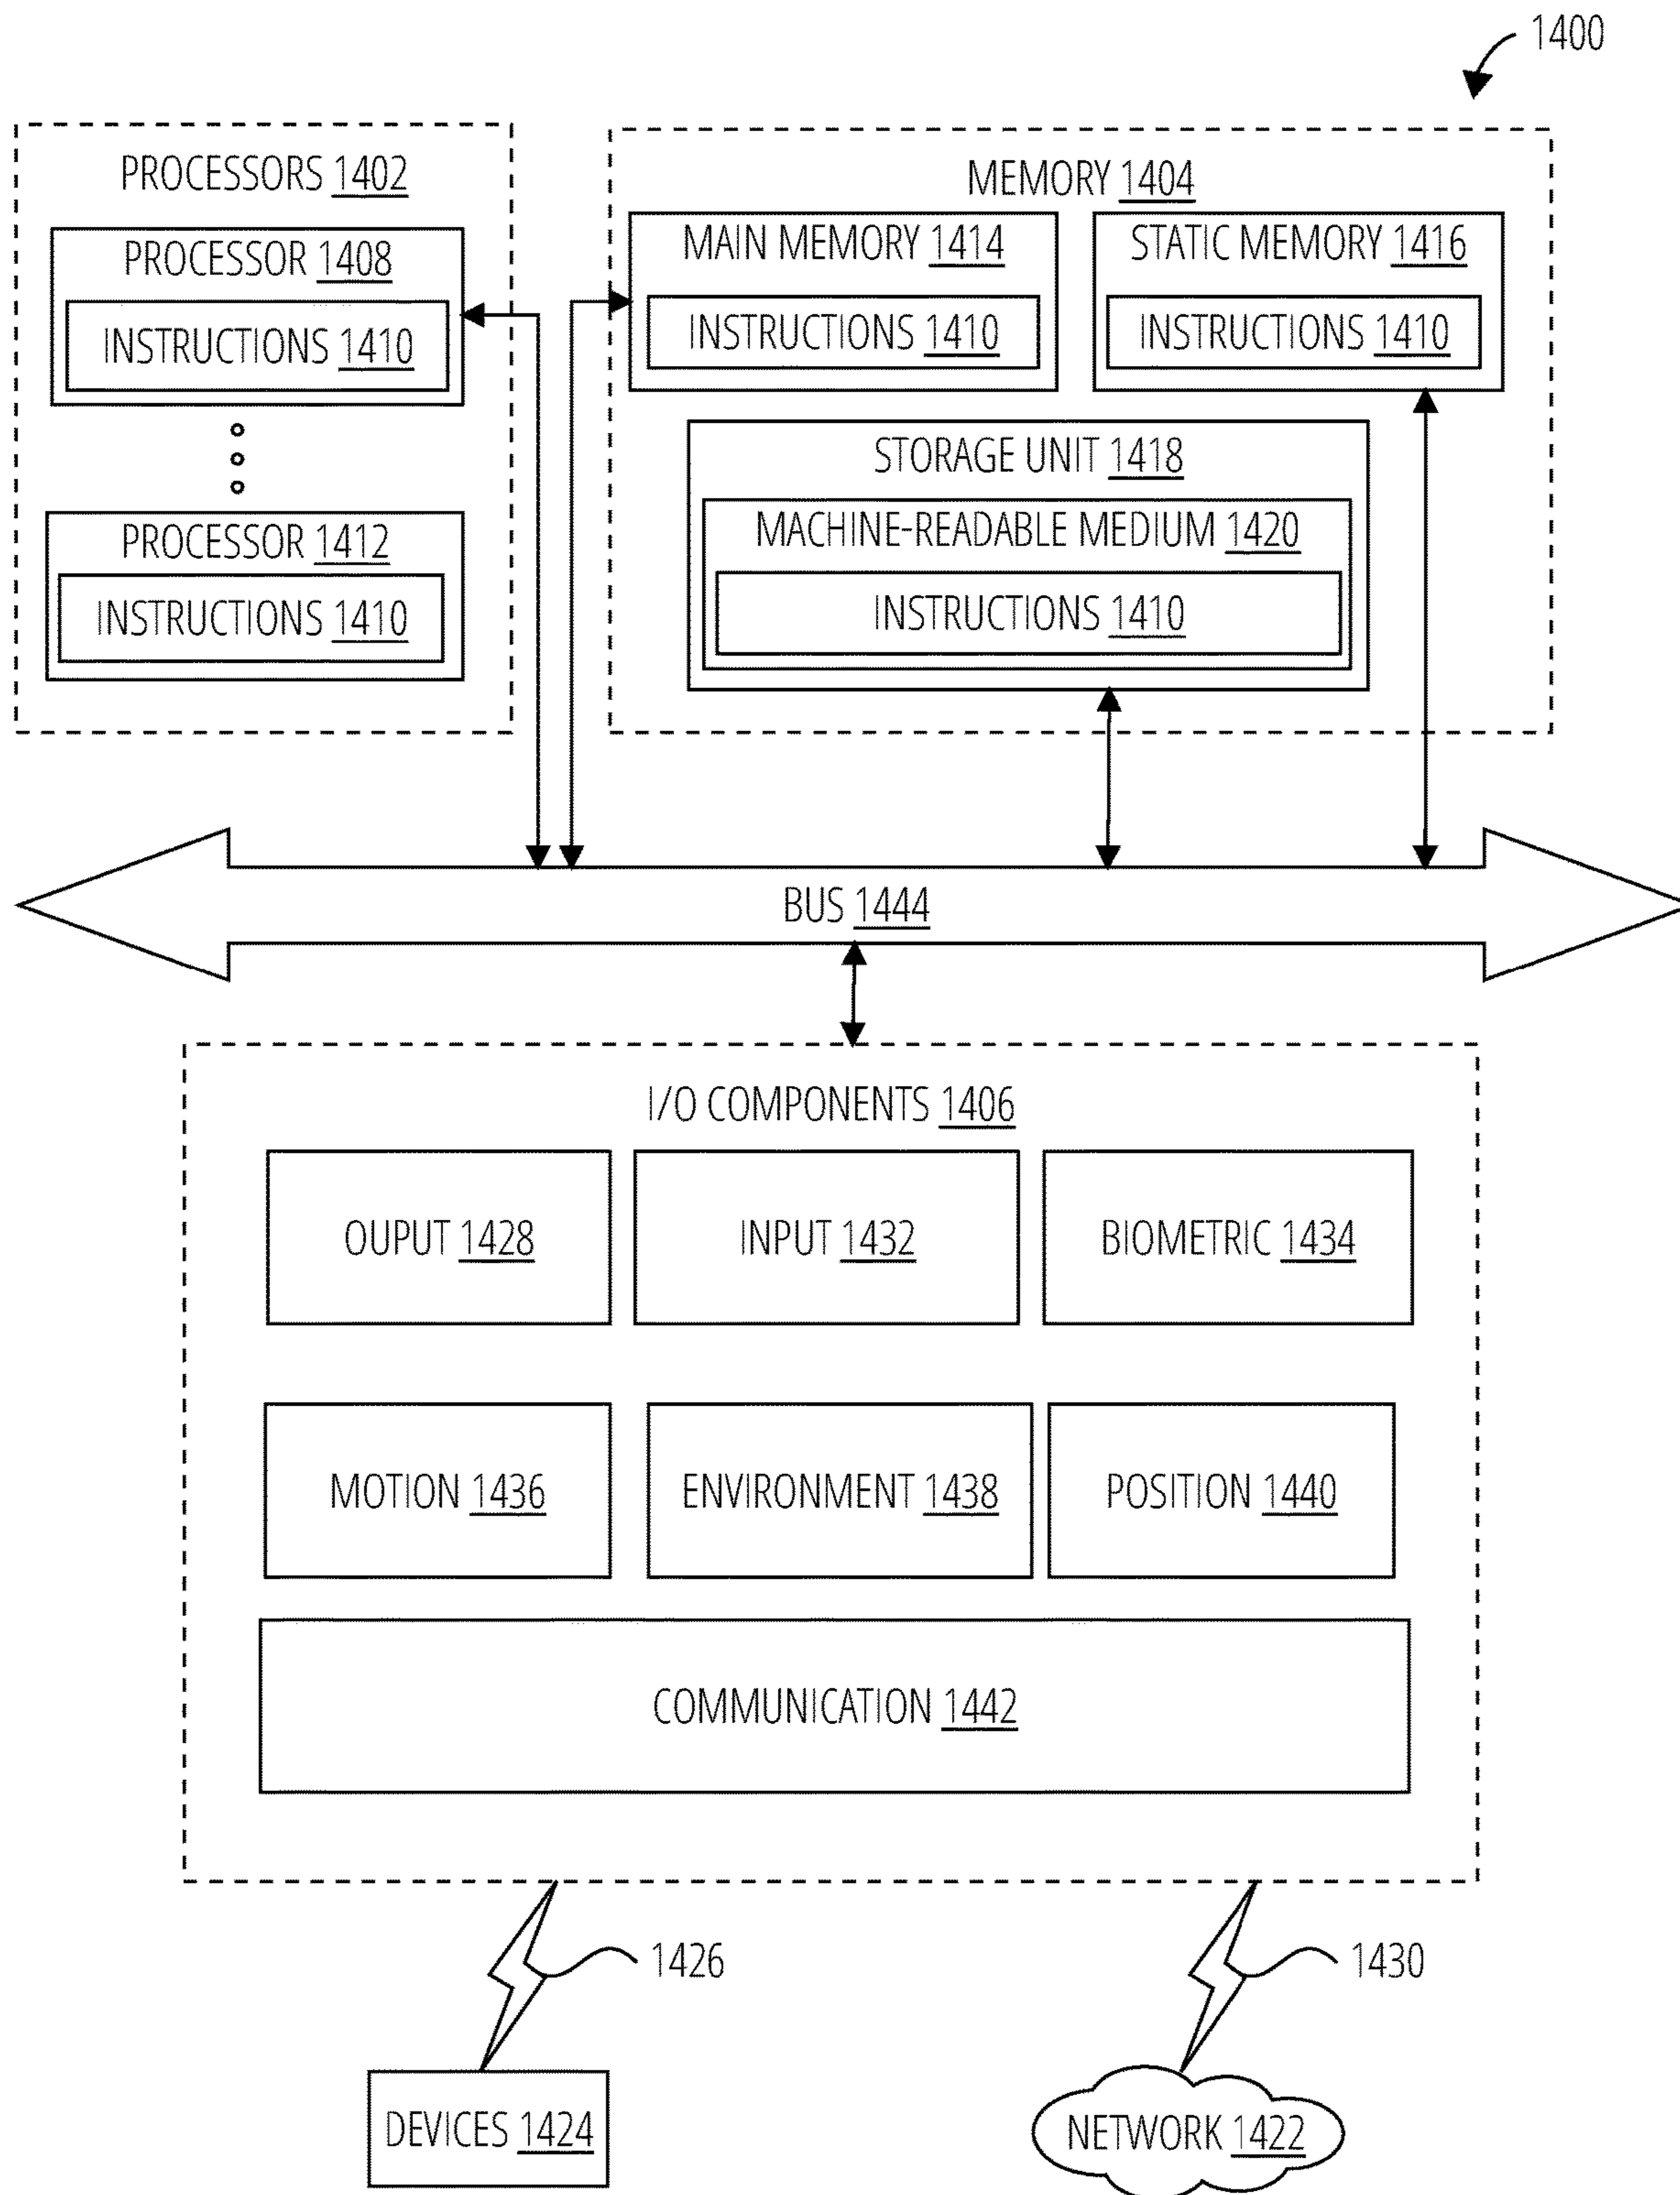 1400
PROCESSORS 1402
PROCESSOR 1408
INSTRUCTIONS 1410
PROCESSOR 1412
INSTRUCTIONS 1410
MEMORY 1404
MAIN MEMORY 1414
INSTRUCTIONS 1410
STATIC MEMORY 1416
INSTRUCTIONS 1410
STORAGE UNIT 1418
MACHINE-READABLE MEDIUM 1420
INSTRUCTIONS 1410
BUS 1444
I/O COMPONENTS 1406
OUPUT 1428
INPUT 1432
BIOMETRIC 1434
MOTION 1436
ENVIRONMENT 1438
POSITION 1440
COMMUNICATION 1442
1426
1430
DEVICES 1424
NETWORK 1422